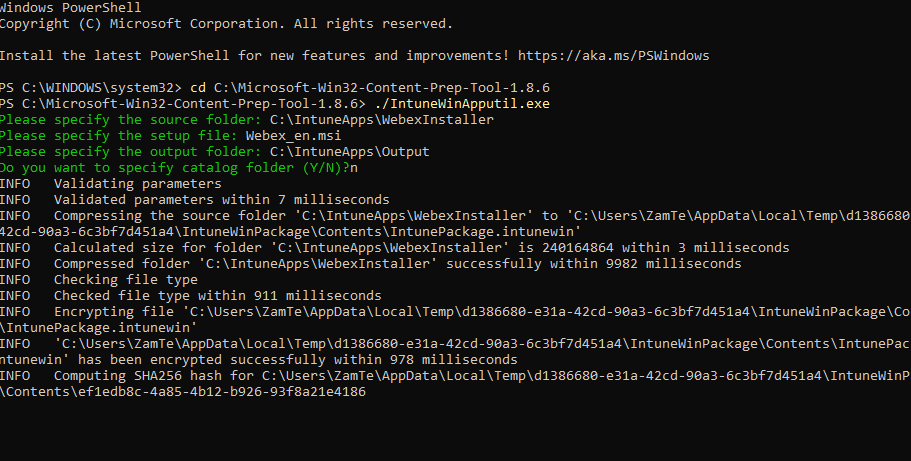 Windows PowerShell
Copyright (C) Microsoft Corporation. All rights reserved.
Install the latest PowerShell for new features and improvements! https://aka.ms/PSWindows
PS C:\WINDOWS\system32> cd C:\Microsoft-Win32-Content-Prep-Tool-1.8.6
PS C:\Microsoft-Win32-Content-Prep-Tool-1.8.6> ./IntuneWinApputil.exe
Please specify the source folder: C:\IntuneApps\WebexInstaller
Please specify the setup file: Webex_en.msi
Please specify the output folder: C:\IntuneApps\Output
Do you want to specify catalog folder (Y/N)?n
INFO   Validating parameters
INFO   Validated parameters within 7 milliseconds
INFO   Compressing the source folder 'C:\IntuneApps\WebexInstaller' to 'C:\Users\ZamTe\AppData\Local\Temp\d1386680
42cd-90a3-6c3bf7d451a4\IntuneWinPackage\Contents\IntunePackage.intunewin'
INFO   Calculated size for folder 'C:\IntuneApps\WebexInstaller' is 240164864 within 3 milliseconds
INFO   Compressed folder 'C:\IntuneApps\WebexInstaller' successfully within 9982 milliseconds
INFO   Checking file type
INFO   Checked file type within 911 milliseconds
INFO   Encrypting file 'C:\Users\ZamTe\AppData\Local\Temp\d1386680-e31a-42cd-90a3-6c3bf7d451a4\IntuneWinPackage\Co
\IntunePackage.intunewin'
INFO   'C:\Users\ZamTe\AppData\Local\Temp\d1386680-e31a-42cd-90a3-6c3bf7d451a4\IntuneWinPackage\Contents\IntunePac
ntunewin' has been encrypted successfully within 978 milliseconds
INFO   Computing SHA256 hash for C:\Users\ZamTe\AppData\Local\Temp\d1386680-e31a-42cd-90a3-6c3bf7d451a4\IntuneWinP
\Contents\ef1edb8c-4a85-4b12-b926-93f8a21e4186